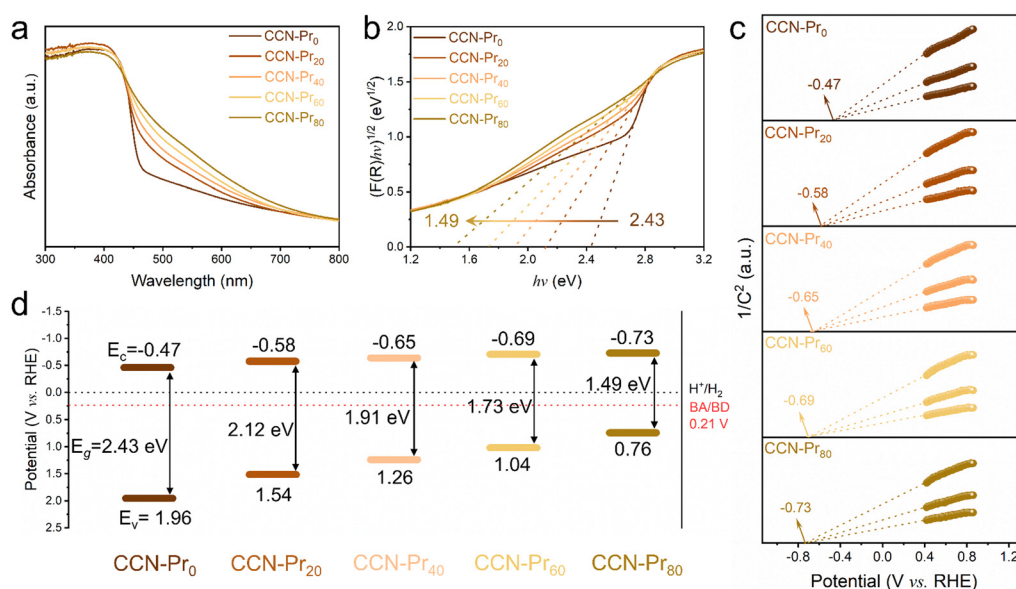 a
CCN-Pr₀
CCN-Pr₂₀
CCN-Pr₄₀
CCN-Pr₆₀
CCN-Pr₈₀
Absorbance (a.u.)
300 400 500 600 700 800
Wavelength (nm)
b
CCN-Pr₀
CCN-Pr₂₀
CCN-Pr₄₀
CCN-Pr₆₀
CCN-Pr₈₀
(F(R)hv)^1/2 (eV^1/2)
2.0
1.5
1.0
0.5
0.0
1.49
2.43
1.2 1.6 2.0 2.4 2.8 3.2
hv (eV)
c
CCN-Pr₀
-0.47
CCN-Pr₂₀
-0.58
CCN-Pr₄₀
-0.65
CCN-Pr₆₀
-0.69
CCN-Pr₈₀
-0.73
1/C² (a.u.)
-0.8 -0.4 0.0 0.4 0.8 1.2
Potential (V vs. RHE)
d
Potential (V vs. RHE)
-1.5
-1.0
-0.5
0.0
0.5
1.0
1.5
2.0
2.5
E_c=-0.47
-0.58
-0.65
-0.69
-0.73
E_g=2.43 eV
2.12 eV
1.91 eV
1.73 eV
1.49 eV
E_v= 1.96
1.54
1.26
1.04
0.76
H⁺/H₂
BA/BD
0.21 V
CCN-Pr₀
CCN-Pr₂₀
CCN-Pr₄₀
CCN-Pr₆₀
CCN-Pr₈₀